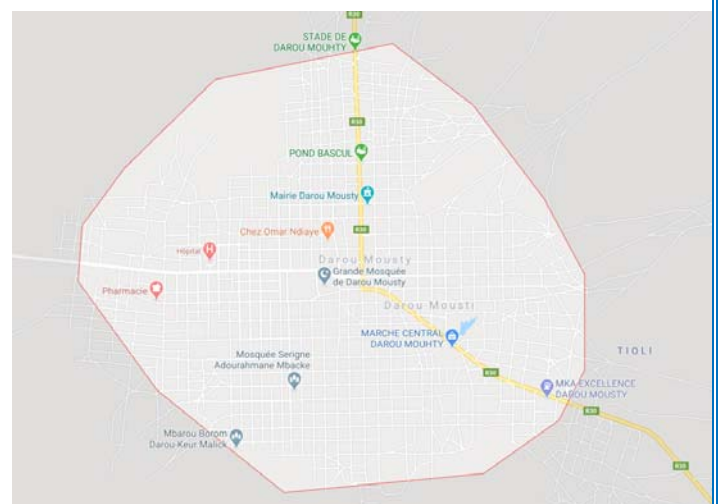 STADE DE
DAROU MOUHTY
R30
POND BASCUL
Mairie Darou Mousty
Chez Omar Ndiaye
R30
Hôpital
Darou Mousty
Grande Mosquée
de Darou Mousty
Pharmacie
Darou Mousti
MARCHE CENTRAL
DAROU MOUHTY
TIOLI
Mosquée Serigne
Adourahmane Mbacke
R30
MKA EXCELLENCE
DAROU MOUSTY
R30
Mbarou Borom
Darou-Keur Malick
R30